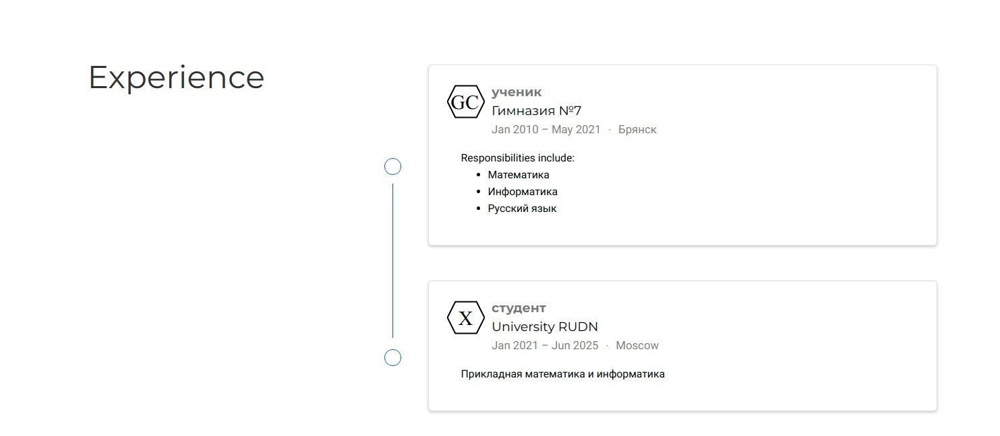 Experience
GC
ученик
Гимназия №7
Jan 2010 – May 2021 · Брянск
Responsibilities include:
Математика
Информатика
Русский язык
X
студент
University RUDN
Jan 2021 – Jun 2025 · Moscow
Прикладная математика и информатика